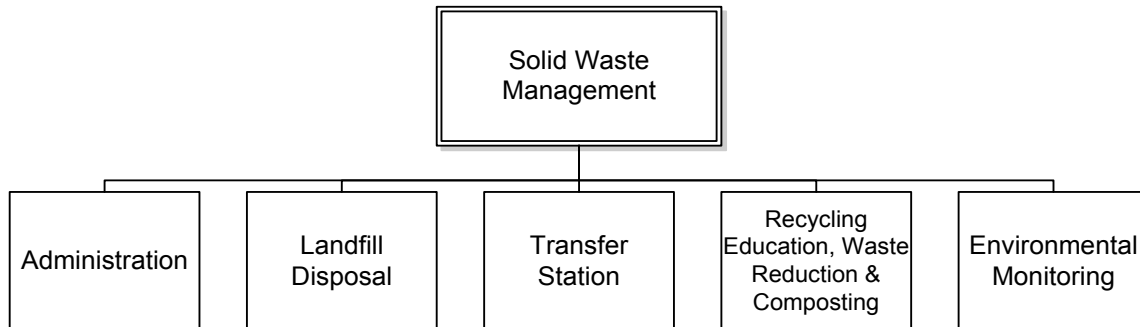 Solid Waste
Management
Administration
Landfill
Disposal
Transfer
Station
Recycling
Education, Waste
Reduction &
Composting
Environmental
Monitoring